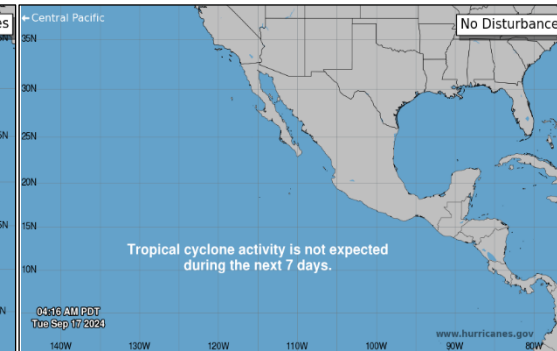 es
← Central Pacific
No Disturbance
35N
30N
25N
20N
15N
Tropical cyclone activity is not expected
during the next 7 days.
10N
04:16 AM PDT
Tue Sep 17 2024
www.hurricanes.gov
140W 130W 120W 110W 100W 90W 80W